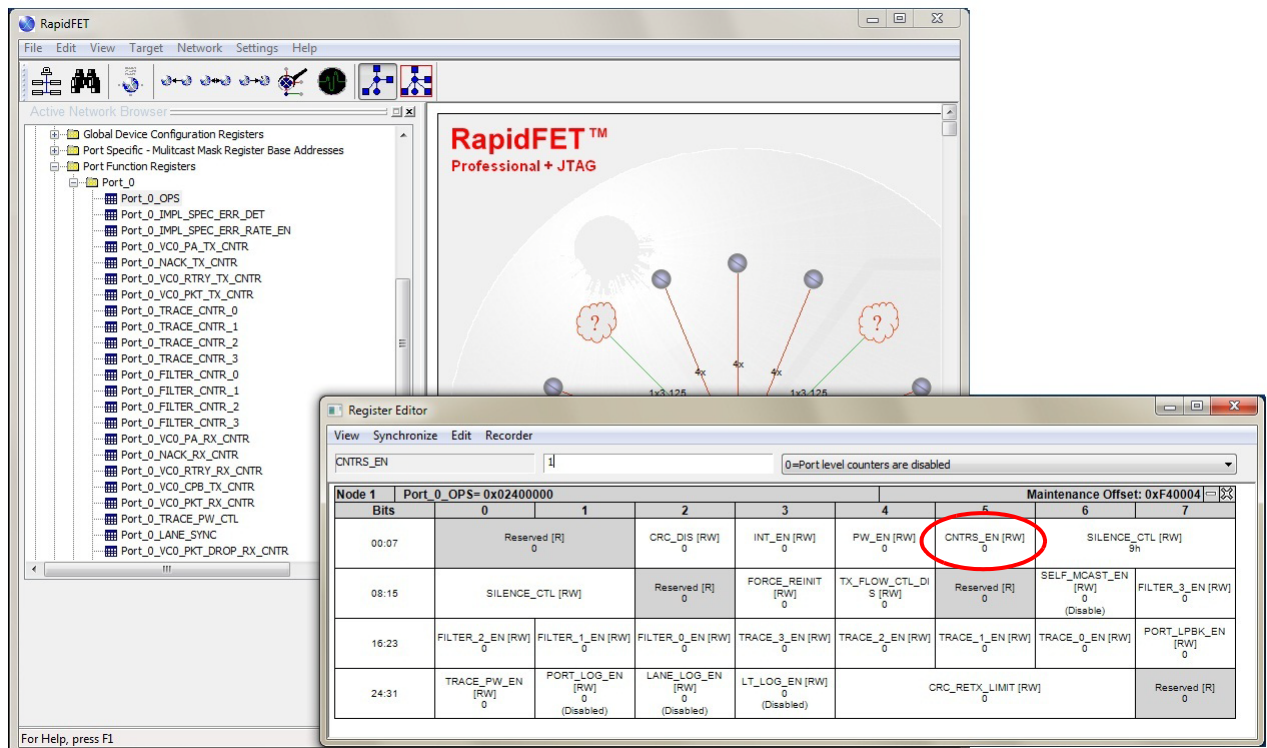 RapidFET
File Edit View Target Network Settings Help
Active Network Browser
Global Device Configuration Registers
Port Specific - Mulitcast Mask Register Base Addresses
Port Function Registers
Port_0
Port_0_OPS
Port_0_IMPL_SPEC_ERR_DET
Port_0_IMPL_SPEC_ERR_RATE_EN
Port_0_VC0_PA_TX_CNTR
Port_0_NACK_TX_CNTR
Port_0_VC0_RTRY_TX_CNTR
Port_0_VC0_PKT_TX_CNTR
Port_0_TRACE_CNTR_0
Port_0_TRACE_CNTR_1
Port_0_TRACE_CNTR_2
Port_0_TRACE_CNTR_3
Port_0_FILTER_CNTR_0
Port_0_FILTER_CNTR_1
Port_0_FILTER_CNTR_2
Port_0_FILTER_CNTR_3
Port_0_VC0_PA_RX_CNTR
Port_0_NACK_RX_CNTR
Port_0_VC0_RTRY_RX_CNTR
Port_0_VC0_CPB_TX_CNTR
Port_0_VC0_PKT_RX_CNTR
Port_0_TRACE_PW_CTL
Port_0_LANE_SYNC
Port_0_VC0_PKT_DROP_RX_CNTR
For Help, press F1
RapidFET™
Professional + JTAG
? ?
4x 4x 4x
1x3.125 1x3.125
Register Editor
View Synchronize Edit Recorder
CNTRS_EN 1 0=Port level counters are disabled
Node 1 Port_0_OPS= 0x02400000 Maintenance Offset: 0xF40004
Bits 0 1 2 3 4 5 6 7
00:07 Reserved [R] CRC_DIS [RW] INT_EN [RW] PW_EN [RW] CNTRS_EN [RW] SILENCE_CTL [RW]
0 0 0 0 0 9h
08:15 SILENCE_CTL [RW] Reserved [R] FORCE_REINIT TX_FLOW_CTL_DI Reserved [R] SELF_MCAST_EN FILTER_3_EN [RW]
0 [RW] S [RW] 0 [RW] 0
0 0 0
(Disable)
16:23 FILTER_2_EN [RW] FILTER_1_EN [RW] FILTER_0_EN [RW] TRACE_3_EN [RW] TRACE_2_EN [RW] TRACE_1_EN [RW] TRACE_0_EN [RW] PORT_LPBK_EN
0 0 0 0 0 0 0 [RW]
0
24:31 TRACE_PW_EN PORT_LOG_EN LANE_LOG_EN LT_LOG_EN [RW] CRC_RETX_LIMIT [RW] Reserved [R]
[RW] [RW] [RW] 0 0 0
0 0 0 (Disabled)
(Disabled) (Disabled)